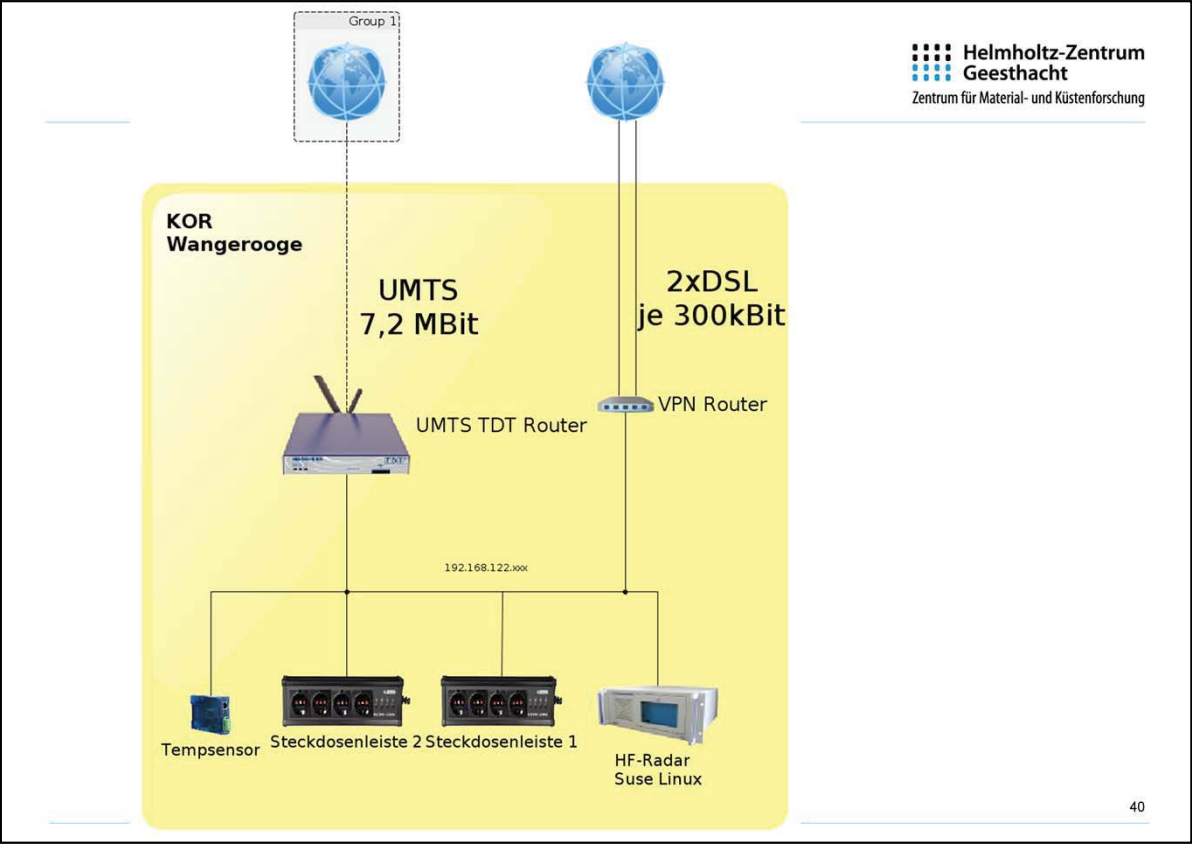 Group 1
Helmholtz-Zentrum
Geesthacht
Zentrum für Material- und Küstenforschung
KOR
Wangerooge
UMTS
7,2 MBit
2xDSL
je 300kBit
VPN Router
UMTS TDT Router
TDT
192.168.122.xxx
Tempsensor
Steckdosenleiste 2
Steckdosenleiste 1
HF-Radar
Suse Linux
40